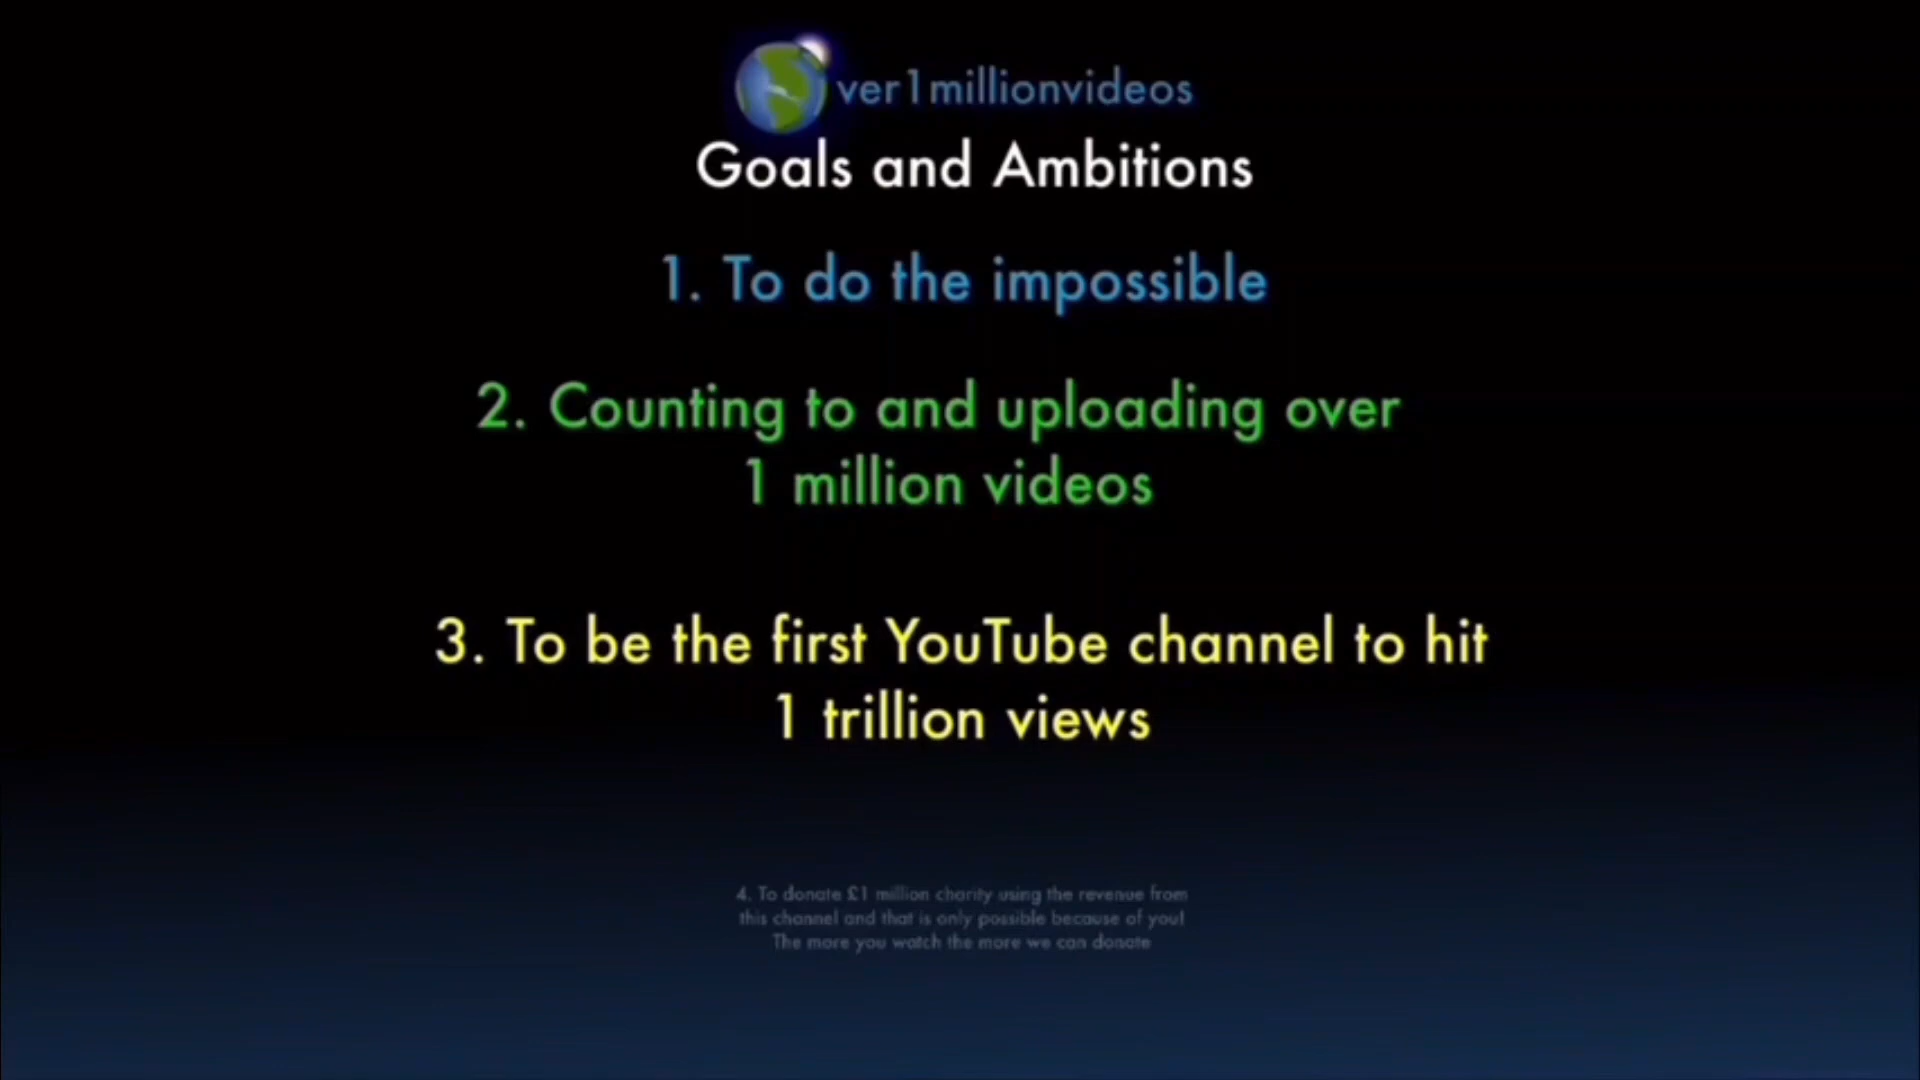 ver1millionvideos
Goals and Ambitions
1. To do the impossible
2. Counting to and uploading over
1 million videos
3. To be the first YouTube channel to hit
1 trillion views
4. To donate £1 million charity using the revenue from
this channel and that is only possible because of you!
The more you watch the more we can donate